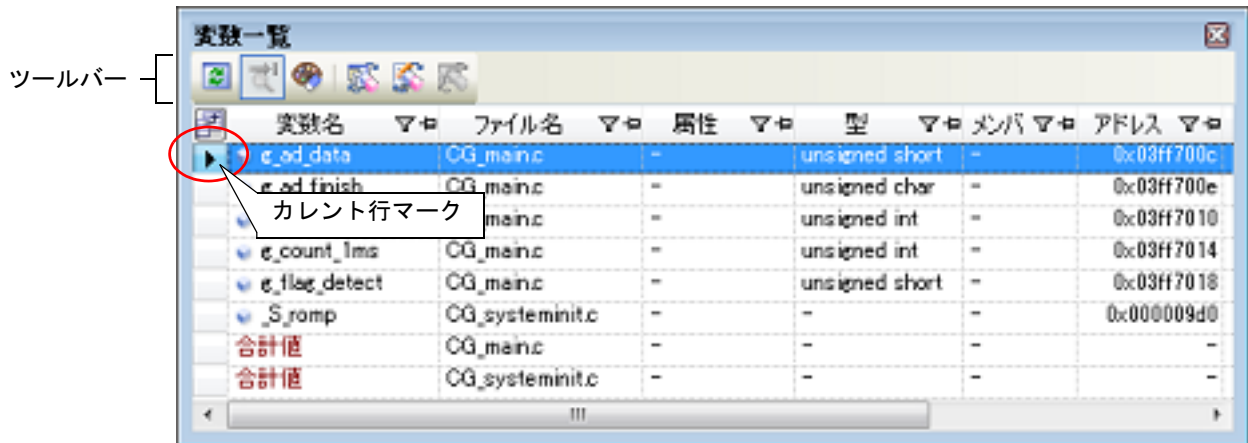 変数一覧
ツールバー
変数名 ファイル名 属性 型 メンバ アドレス
g_ad_data CG_main.c - unsigned short - 0x03ff700c
g_ad_finish CG_main.c - unsigned char - 0x03ff700e
カレント行マーク
main.c - unsigned int - 0x03ff7010
g_count_1ms CG_main.c - unsigned int - 0x03ff7014
g_flag_detect CG_main.c - unsigned short - 0x03ff7018
_S_romp CG_systeminit.c - - - 0x000009d0
合計値 CG_main.c - - - -
合計値 CG_systeminit.c - - - -